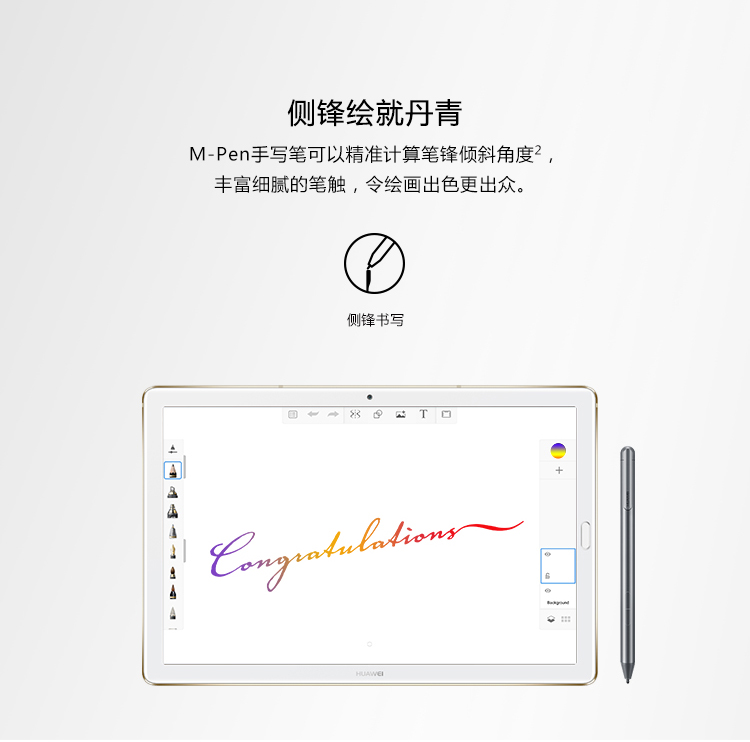 侧锋绘就丹青
M-Pen手写笔可以精准计算笔锋倾斜角度2，
丰富细腻的笔触，令绘画出色更出众。
侧锋书写
T
Congratulations
Background
HUAWEI